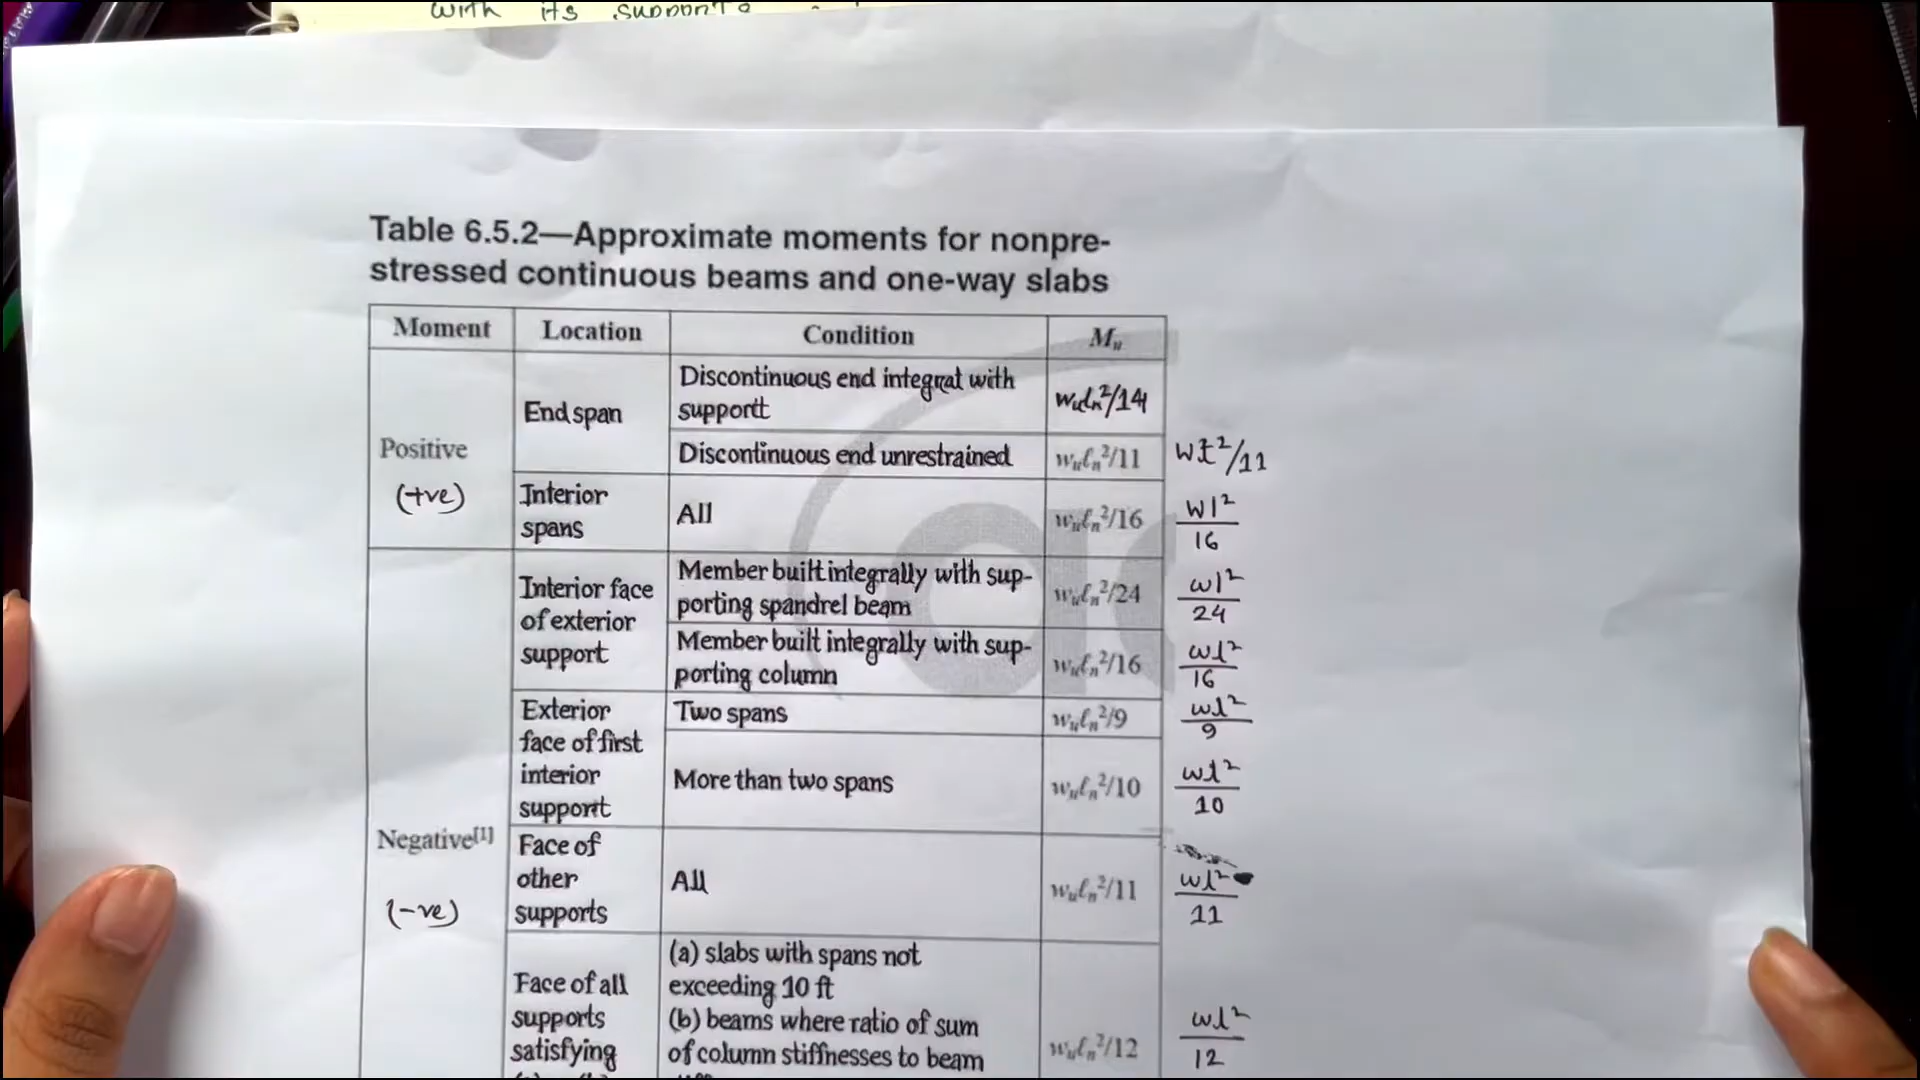 with its supports
Table 6.5.2—Approximate moments for nonpre-
stressed continuous beams and one-way slabs
Moment Location Condition Mu
Positive
(+ve)
End span
Discontinuous end integrat with
supportt
wuℓn²/14
Discontinuous end unrestrained
wuℓn²/11
wl²/11
Interior
spans
All
wuℓn²/16
Wl²/16
Negative[1]
(-ve)
Interior face
of exterior
support
Member built integrally with sup-
porting spandrel beam
wuℓn²/24
wl²/24
Member built integrally with sup-
porting column
wuℓn²/16
wl²/16
Exterior
face of first
interior
support
Two spans
wuℓn²/9
wl²/9
More than two spans
wuℓn²/10
wl²/10
Face of
other
supports
All
wuℓn²/11
wl²/11
Face of all
supports
satisfying
(a) slabs with spans not
exceeding 10 ft
(b) beams where ratio of sum
of column stiffnesses to beam
wuℓn²/12
wl²/12